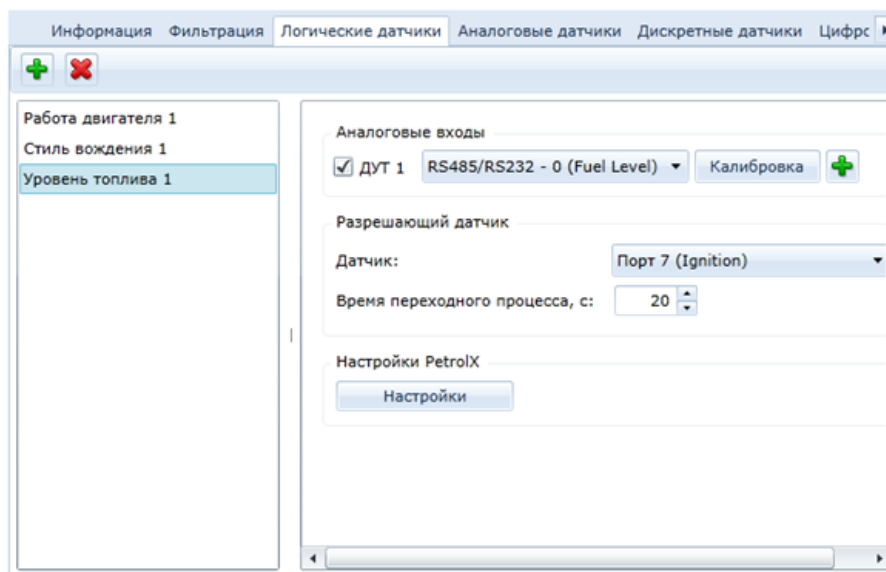 Информация Фильтрация Логические датчики Аналоговые датчики Дискретные датчики Цифро
Работа двигателя 1
Стиль вождения 1
Уровень топлива 1
Аналоговые входы
ДУТ 1 RS485/RS232 - 0 (Fuel Level) Калибровка
Разрешающий датчик
Датчик: Порт 7 (Ignition)
Время переходного процесса, с: 20
Настройки PetrolX
Настройки